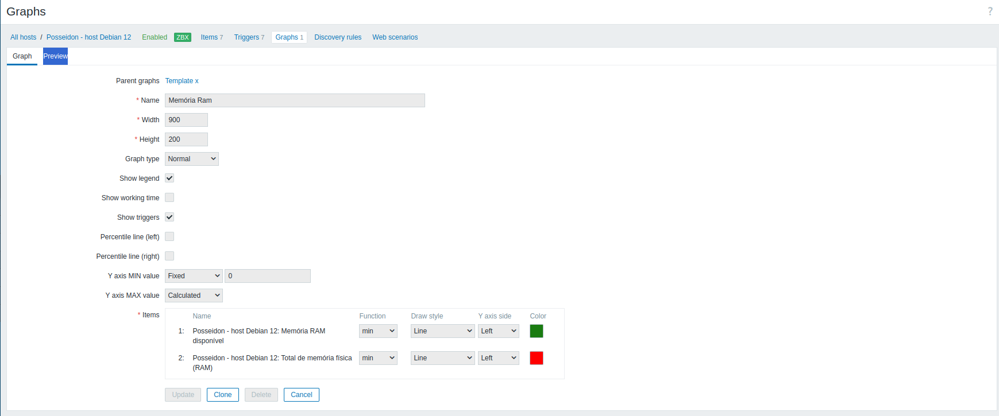 Graphs ?
All hosts / Posseidon - host Debian 12 Enabled ZBX Items 7 Triggers 7 Graphs 1 Discovery rules Web scenarios
Graph Preview
Parent graphs Template x
* Name Memória Ram
* Width 900
* Height 200
Graph type Normal
Show legend
Show working time
Show triggers
Percentile line (left)
Percentile line (right)
Y axis MIN value Fixed 0
Y axis MAX value Calculated
* Items
Name Function Draw style Y axis side Color
1: Posseidon - host Debian 12: Memória RAM min Line Left
disponível
2: Posseidon - host Debian 12: Total de memória física min Line Left
(RAM)
Update Clone Delete Cancel